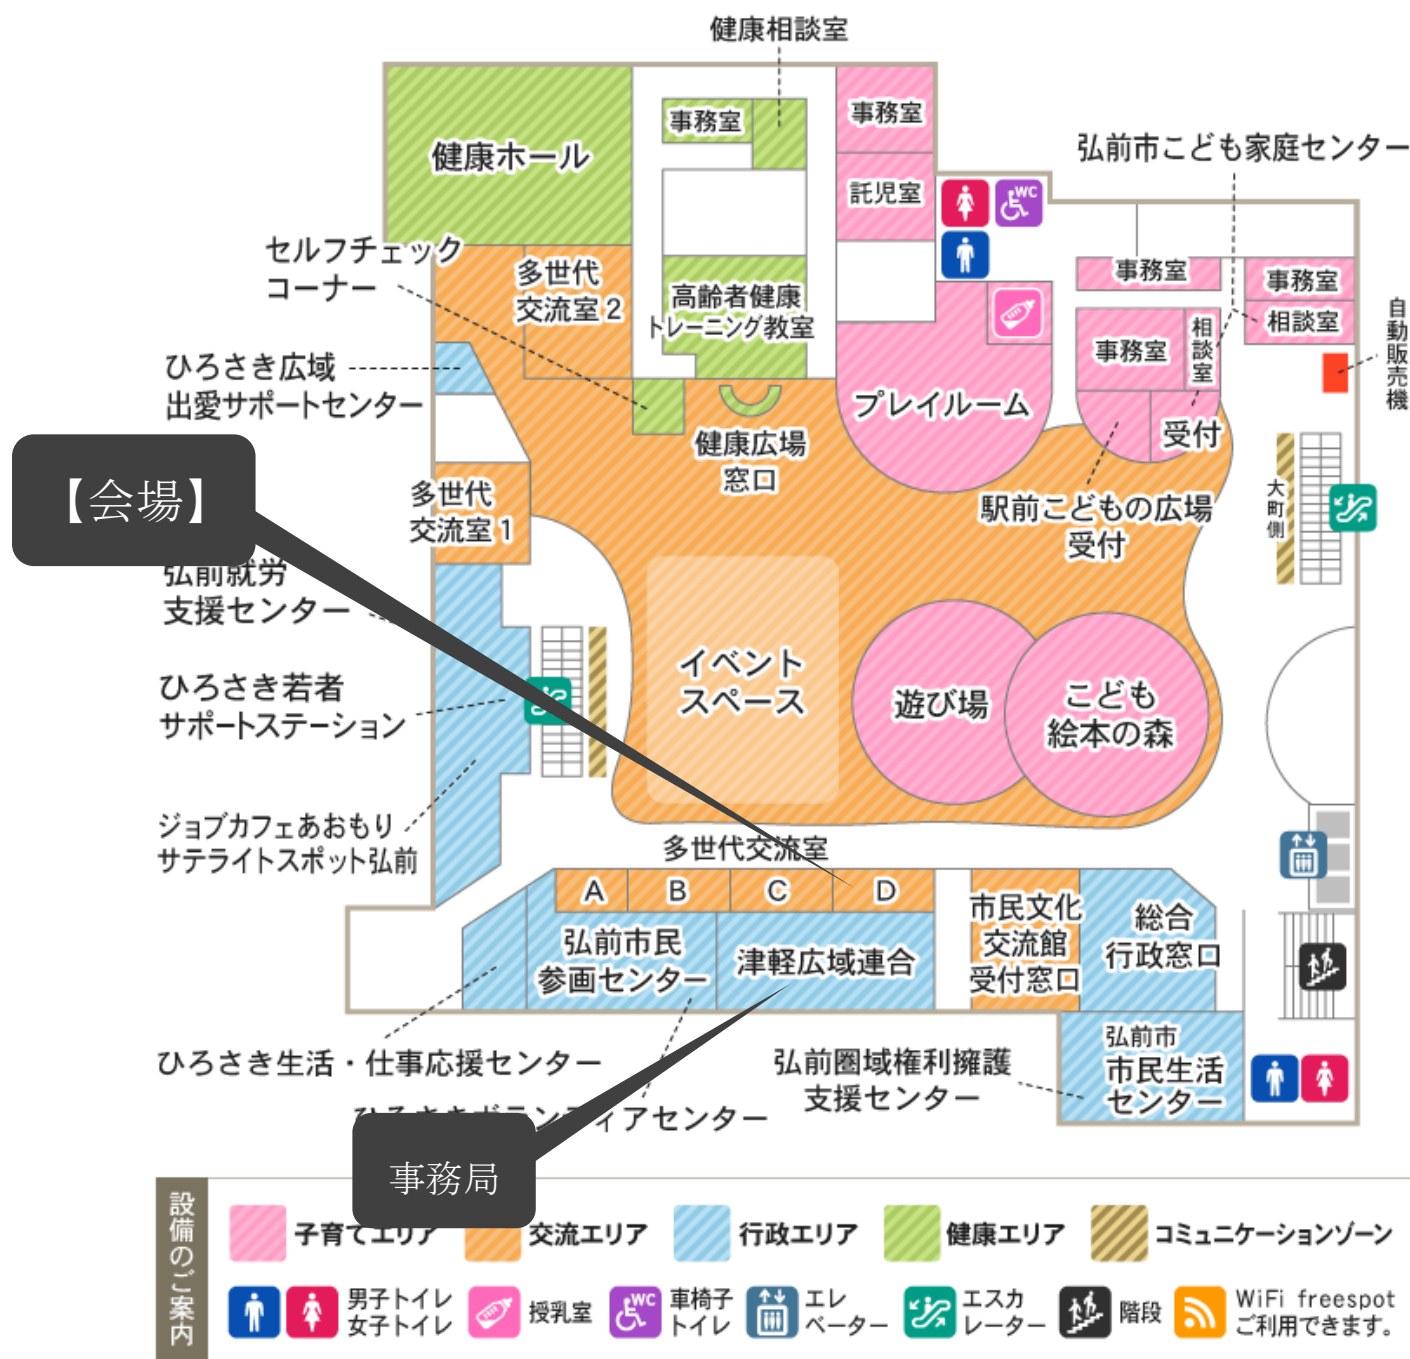 健康相談室
事務室
事務室
健康ホール
弘前市こども家庭センター
託児室
WC
セルフチェック
コーナー
多世代
交流室2
高齢者健康
トレーニング教室
事務室
事務室
相談室
自動販売機
事務室
相談室
ひろさき広域
出愛サポートセンター
プレイルーム
受付
健康広場
窓口
【会場】
多世代
交流室1
駅前こどもの広場
受付
大町側
弘前就労
支援センター
イベント
スペース
遊び場
こども
絵本の森
ひろさき若者
サポートステーション
ジョブカフェあおもり
サテライトスポット弘前
多世代交流室
A B C D
弘前市民
参画センター
津軽広域連合
市民文化
交流館
受付窓口
総合
行政窓口
ひろさき生活・仕事応援センター
弘前圏域権利擁護
支援センター
弘前市
市民生活
センター
ひろさきボランティアセンター
事務局
設備のご案内
子育てエリア
交流エリア
行政エリア
健康エリア
コミュニケーションゾーン
男子トイレ
女子トイレ
授乳室
WC
車椅子
トイレ
エレ
ベーター
エスカ
レーター
階段
WiFi freespot
ご利用できます。